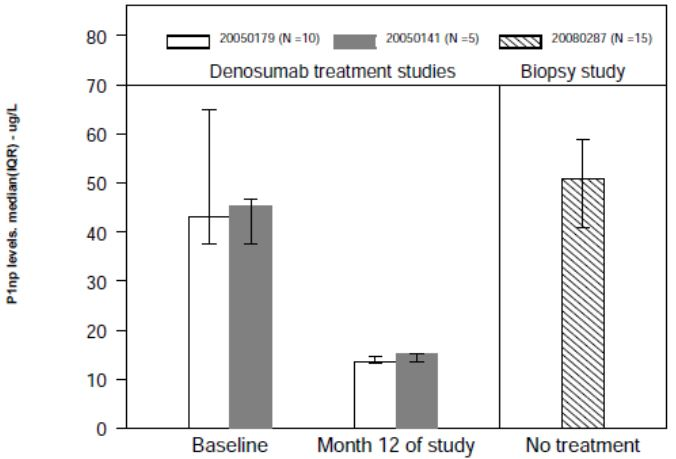 20050179 (N =10) 20050141 (N =5) 20080287 (N =15)
Denosumab treatment studies Biopsy study
P1np levels. median(IQR) - ug/L
80
70
60
50
40
30
20
10
0
Baseline Month 12 of study No treatment